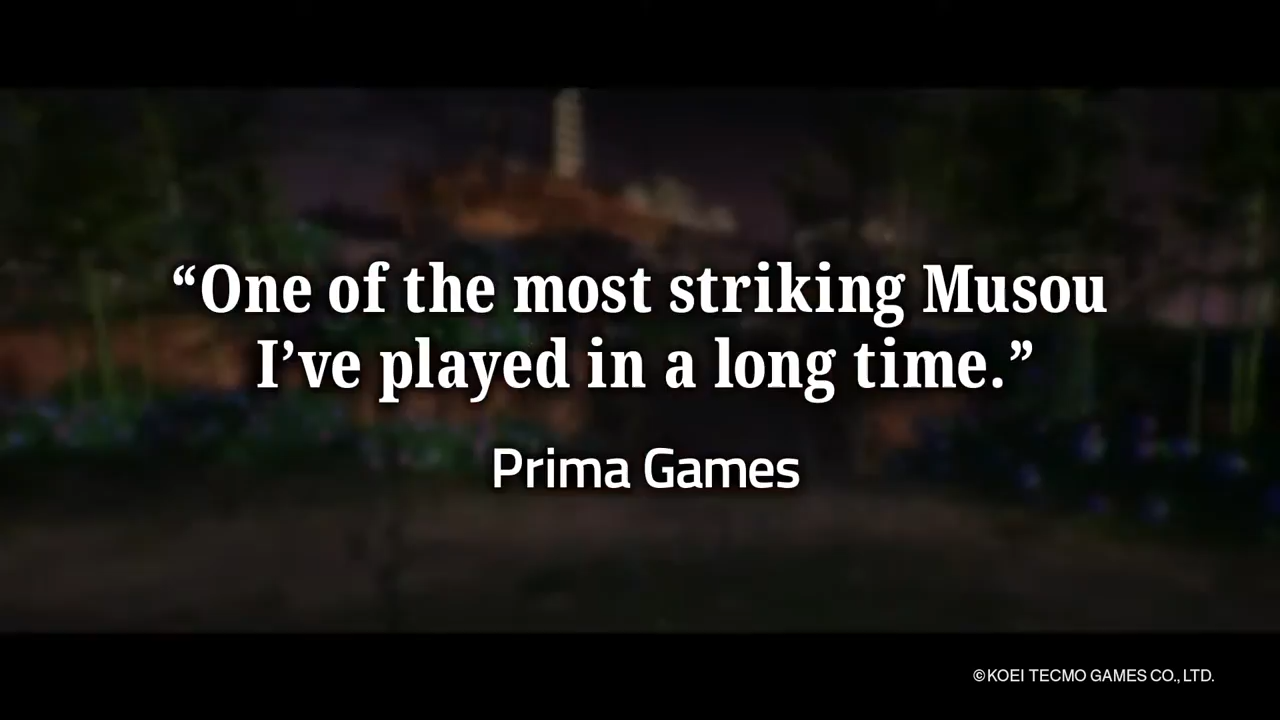 “One of the most striking Musou
I’ve played in a long time.”
Prima Games
©KOEI TECMO GAMES CO., LTD.